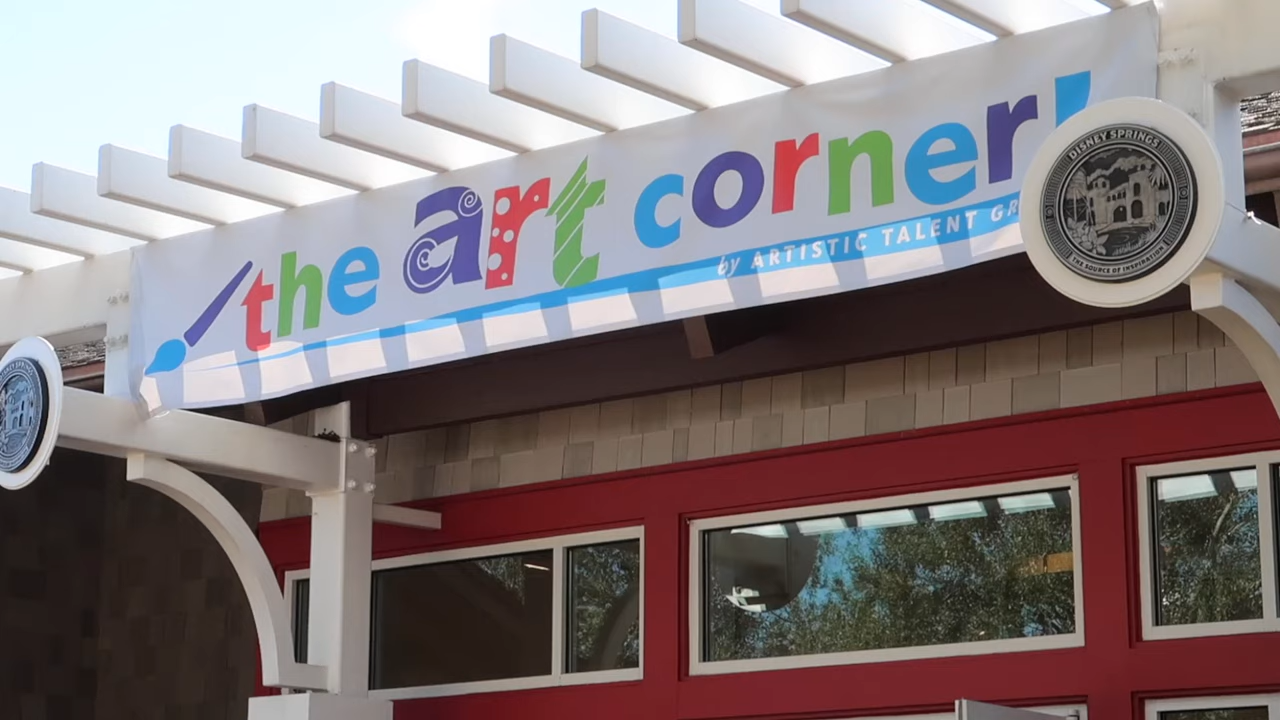 the art corner!
by ARTISTIC TALENT
DISNEY SPRINGS
THE SOURCE OF INSPIRATION